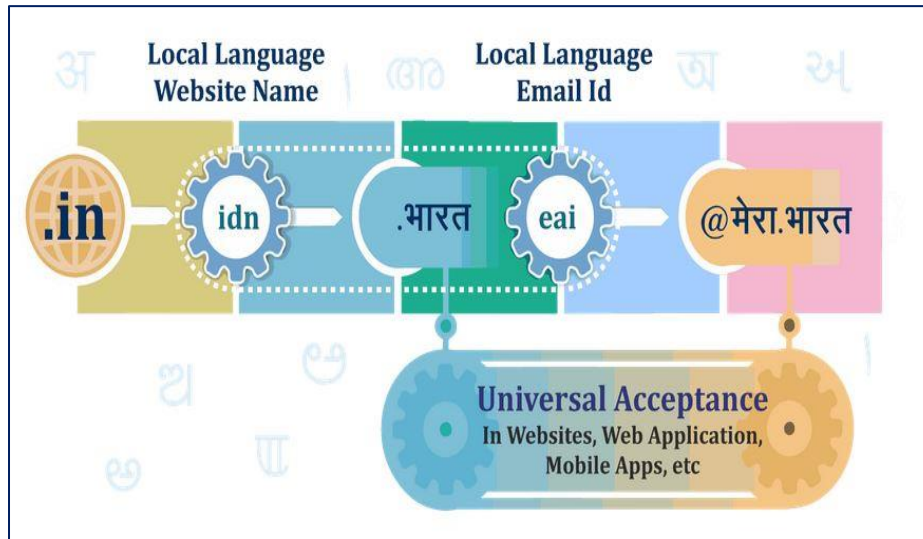 Local Language
Website Name
Local Language
Email Id
अ
।
അ
অ
અ
.in
idn
.भारत
eai
@मेरा.भारत
Universal Acceptance
In Websites, Web Application,
Mobile Apps, etc